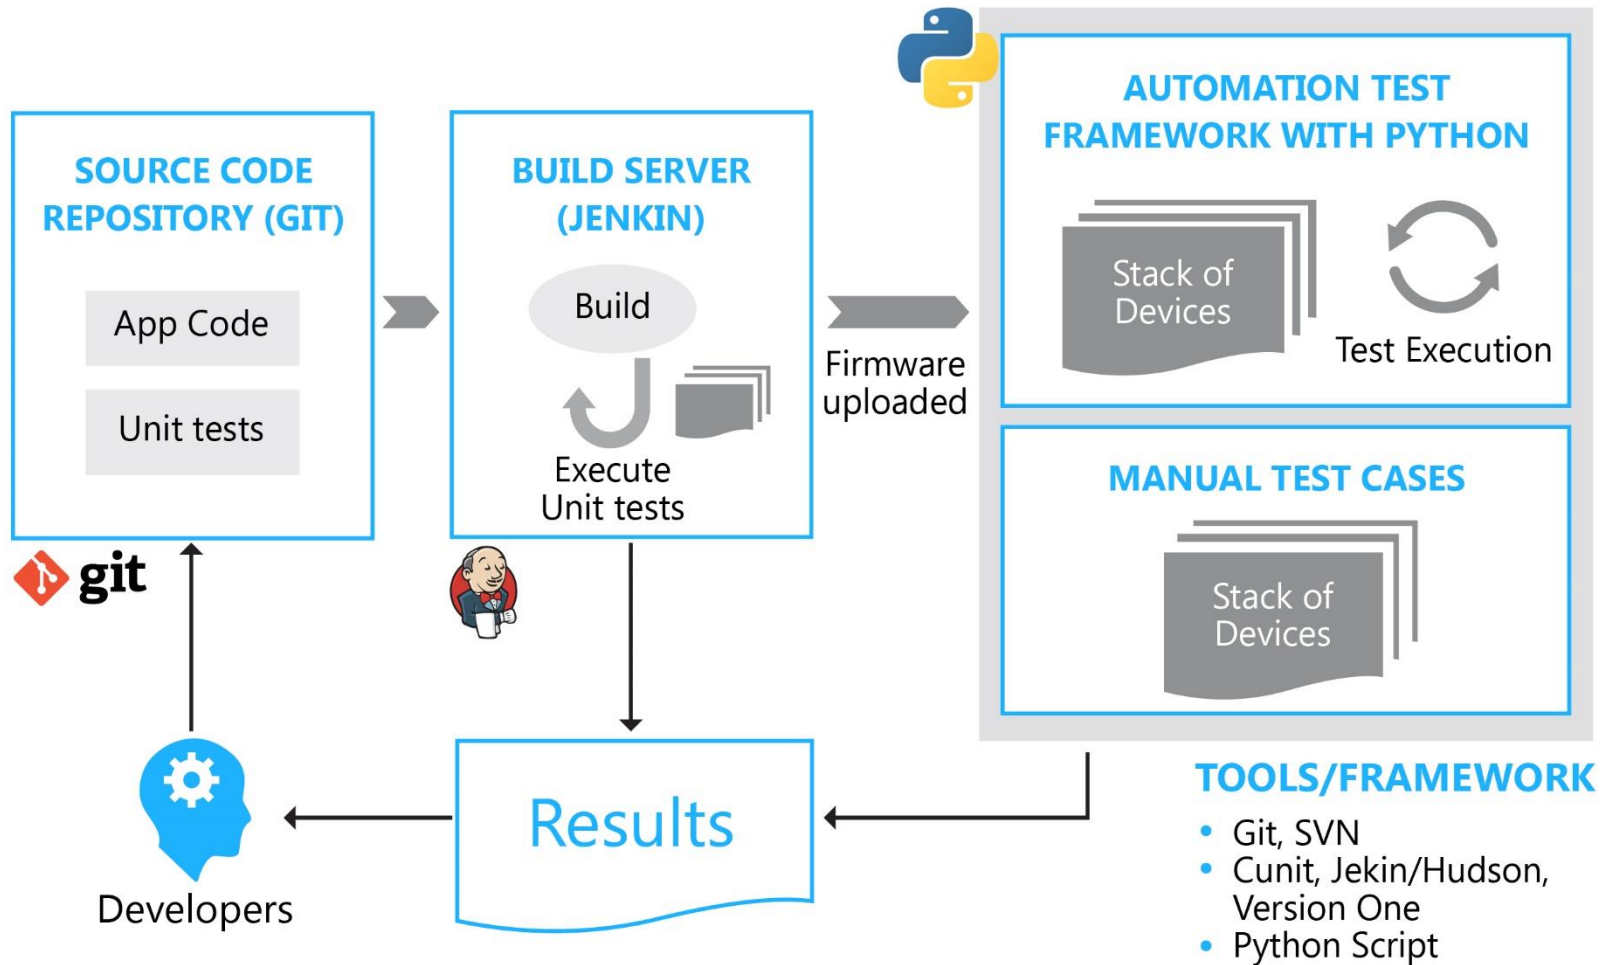 SOURCE CODE
REPOSITORY (GIT)
App Code
Unit tests
git
BUILD SERVER
(JENKIN)
Build
Execute
Unit tests
Firmware
uploaded
AUTOMATION TEST
FRAMEWORK WITH PYTHON
Stack of
Devices
Test Execution
MANUAL TEST CASES
Stack of
Devices
Developers
Results
TOOLS/FRAMEWORK
• Git, SVN
• Cunit, Jekin/Hudson,
Version One
• Python Script